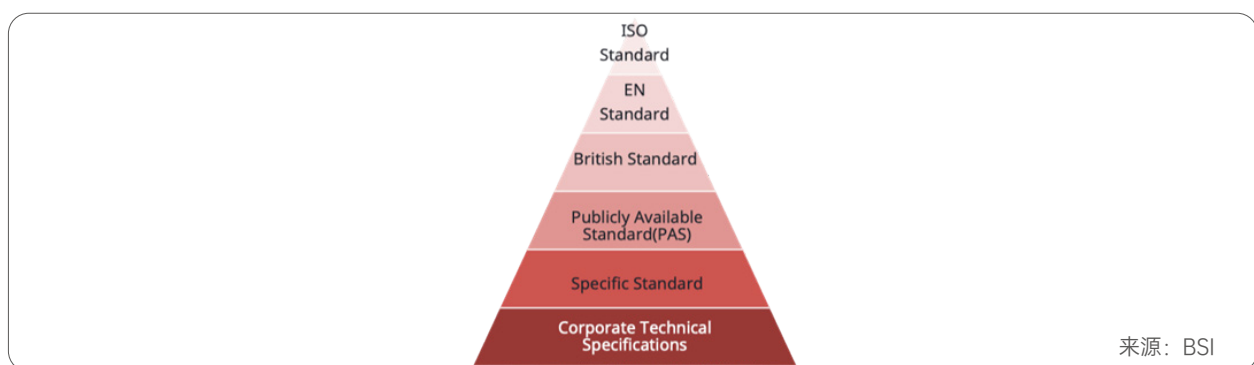 ISO
Standard
EN
Standard
British Standard
Publicly Available
Standard(PAS)
Specific Standard
Corporate Technical
Specifications
来源：BSI